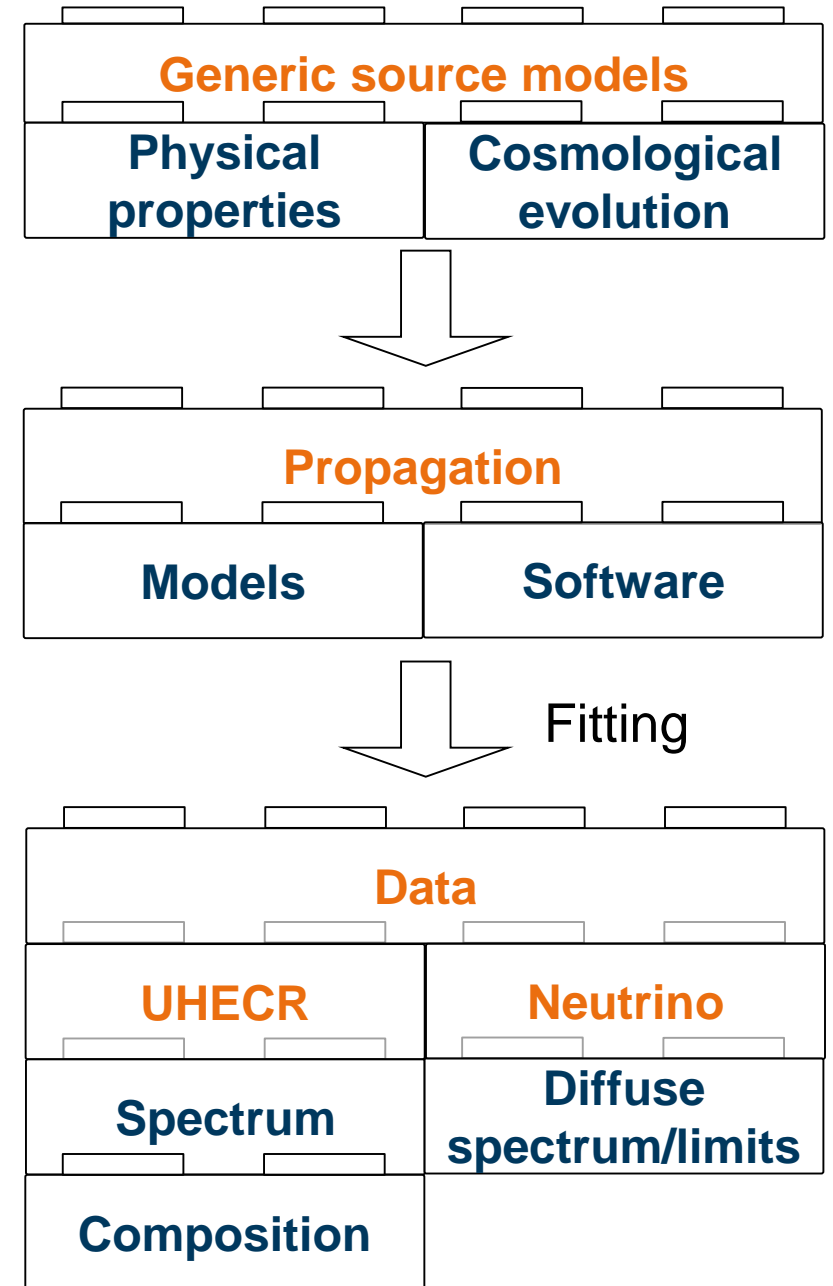 Generic source models
Physical
properties
Cosmological
evolution
Propagation
Models
Software
Fitting
Data
UHECR
Neutrino
Spectrum
Diffuse
spectrum/limits
Composition